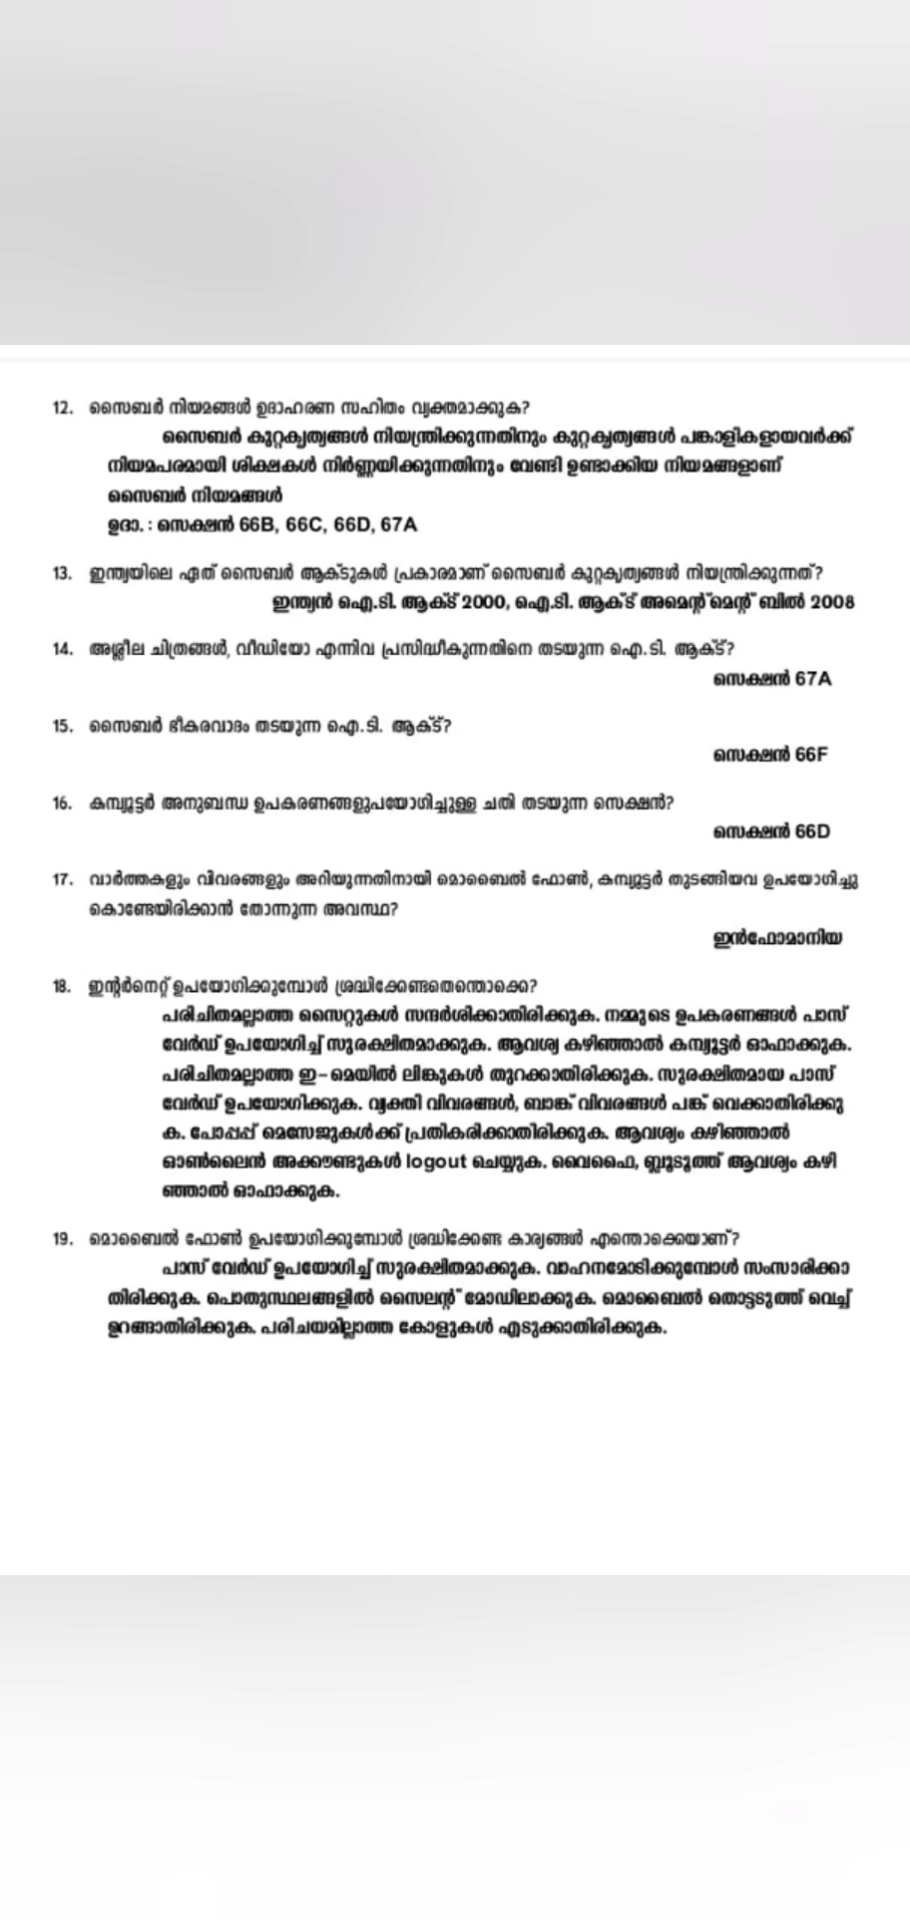 12. സൈബർ നിയമങ്ങൾ ഉദാഹരണ സഹിതം വ്യക്തമാക്കുക?
സൈബർ കുറ്റകൃത്യങ്ങൾ നിയന്ത്രിക്കുന്നതിനും കുറ്റകൃത്യങ്ങൾ പങ്കാളികളായവർക്ക്
നിയമപരമായി ശിക്ഷകൾ നിർണ്ണയിക്കുന്നതിനും വേണ്ടി ഉണ്ടാക്കിയ നിയമങ്ങളാണ്
സൈബർ നിയമങ്ങൾ
ഉദാ. : സെക്ഷൻ 66B, 66C, 66D, 67A
13. ഇന്ത്യയിലെ ഏത് സൈബർ ആക്ടുകൾ പ്രകാരമാണ് സൈബർ കുറ്റകൃത്യങ്ങൾ നിയന്ത്രിക്കുന്നത്?
ഇന്ത്യൻ ഐ.ടി. ആക്ട് 2000, ഐ.ടി. ആക്ട് അമെന്റ്മെന്റ് ബിൽ 2008
14. അശ്ലീല ചിത്രങ്ങൾ, വീഡിയോ എന്നിവ പ്രസിദ്ധീകുന്നതിനെ തടയുന്ന ഐ.ടി. ആക്ട്?
സെക്ഷൻ 67A
15. സൈബർ ഭീകരവാദം തടയുന്ന ഐ.ടി. ആക്ട്?
സെക്ഷൻ 66F
16. കമ്പ്യൂട്ടർ അനുബന്ധ ഉപകരണങ്ങളുപയോഗിച്ചുള്ള ചതി തടയുന്ന സെക്ഷൻ?
സെക്ഷൻ 66D
17. വാർത്തകളും വിവരങ്ങളും അറിയുന്നതിനായി മൊബൈൽ ഫോൺ, കമ്പ്യൂട്ടർ തുടങ്ങിയവ ഉപയോഗിച്ചു
കൊണ്ടേയിരിക്കാൻ തോന്നുന്ന അവസ്ഥ?
ഇൻഫോമാനിയ
18. ഇന്റർനെറ്റ് ഉപയോഗിക്കുമ്പോൾ ശ്രദ്ധിക്കേണ്ടതെന്തൊക്കെ?
പരിചിതമല്ലാത്ത സൈറ്റുകൾ സന്ദർശിക്കാതിരിക്കുക. നമ്മുടെ ഉപകരണങ്ങൾ പാസ്
വേർഡ് ഉപയോഗിച്ച് സുരക്ഷിതമാക്കുക. ആവശ്യ കഴിഞ്ഞാൽ കമ്പ്യൂട്ടർ ഓഫാക്കുക.
പരിചിതമല്ലാത്ത ഇ-മെയിൽ ലിങ്കുകൾ തുറക്കാതിരിക്കുക. സുരക്ഷിതമായ പാസ്
വേർഡ് ഉപയോഗിക്കുക. വ്യക്തി വിവരങ്ങൾ, ബാങ്ക് വിവരങ്ങൾ പങ്ക് വെക്കാതിരിക്കു
ക. പോപ്പപ്പ് മെസേജുകൾക്ക് പ്രതികരിക്കാതിരിക്കുക. ആവശ്യം കഴിഞ്ഞാൽ
ഓൺലൈൻ അക്കൗണ്ടുകൾ logout ചെയ്യുക. വൈഫൈ, ബ്ലൂടൂത്ത് ആവശ്യം കഴി
ഞ്ഞാൽ ഓഫാക്കുക.
19. മൊബൈൽ ഫോൺ ഉപയോഗിക്കുമ്പോൾ ശ്രദ്ധിക്കേണ്ട കാര്യങ്ങൾ എന്തൊക്കെയാണ്?
പാസ് വേർഡ് ഉപയോഗിച്ച് സുരക്ഷിതമാക്കുക. വാഹനമോടിക്കുമ്പോൾ സംസാരിക്കാ
തിരിക്കുക. പൊതുസ്ഥലങ്ങളിൽ സൈലന്റ് മോഡിലാക്കുക. മൊബൈൽ തൊട്ടടുത്ത് വെച്ച്
ഉറങ്ങാതിരിക്കുക. പരിചയമില്ലാത്ത കോളുകൾ എടുക്കാതിരിക്കുക.